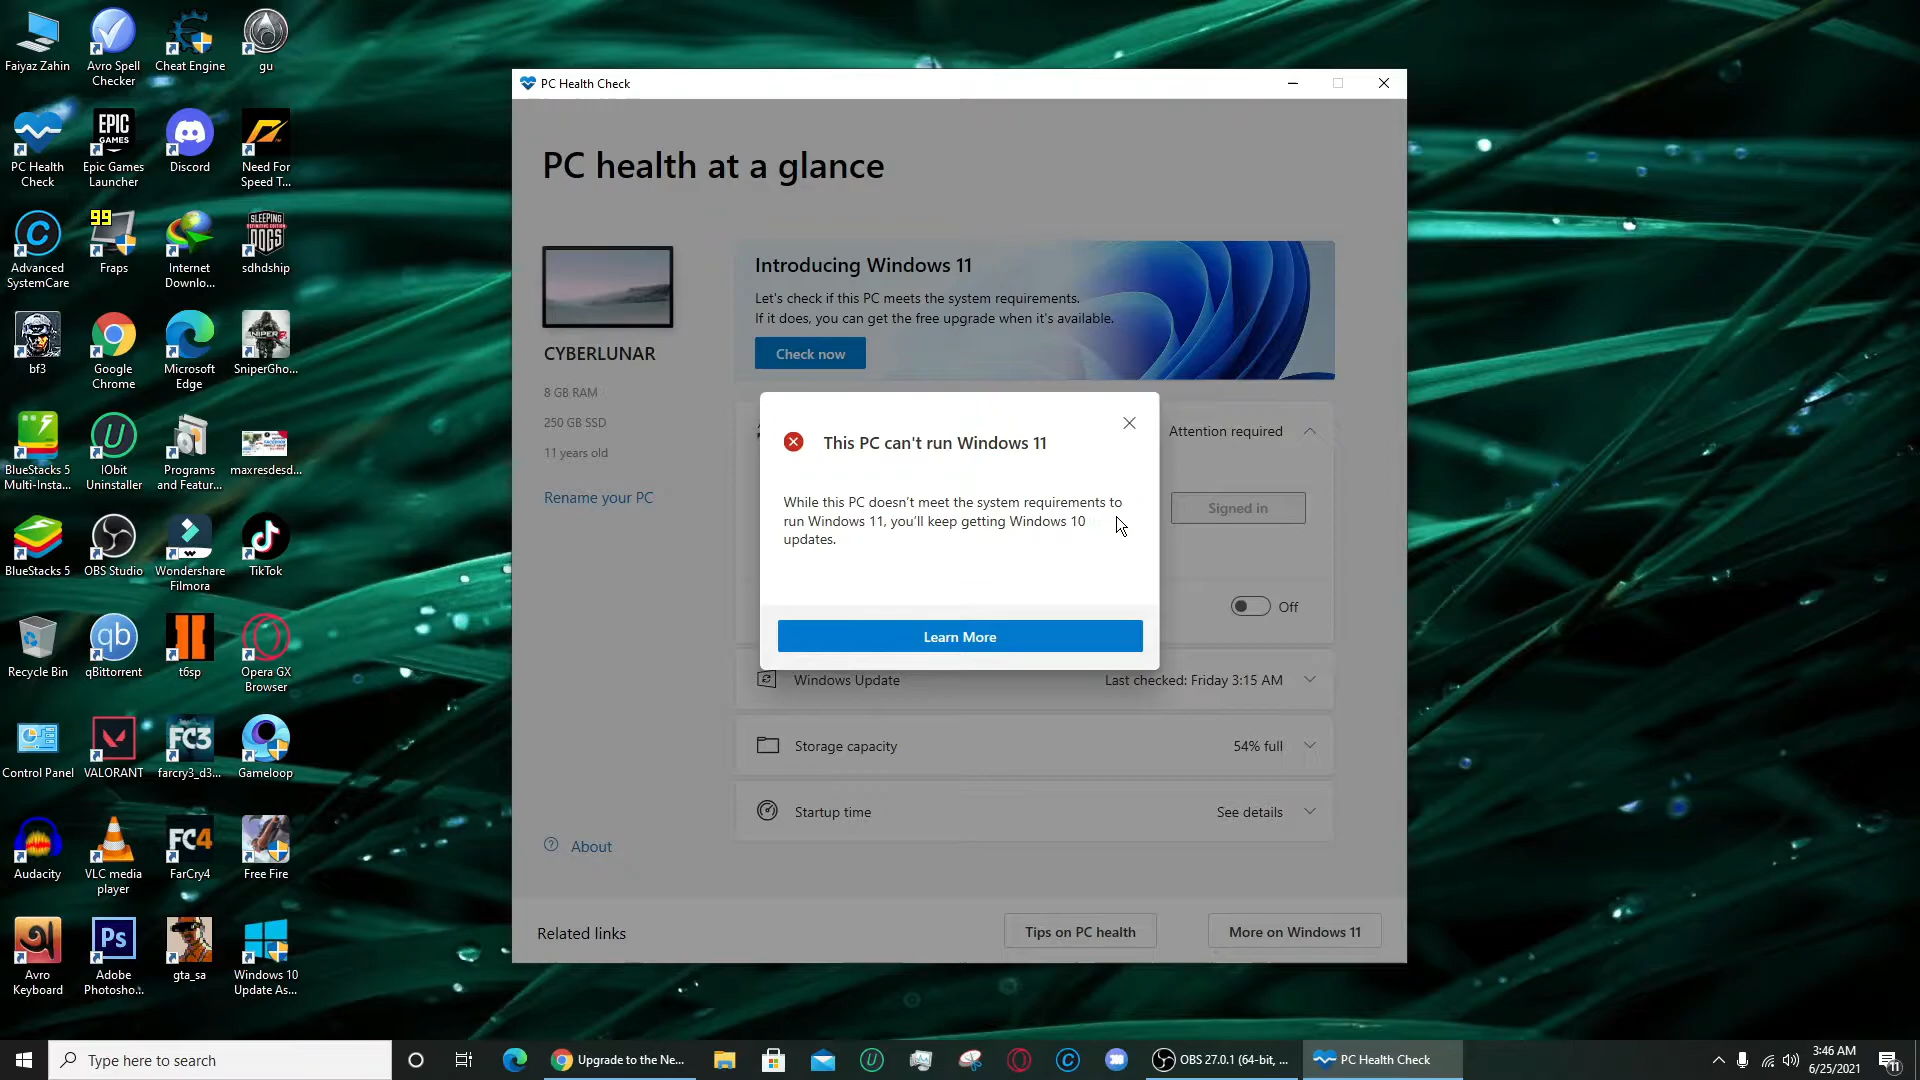 Faiyaz Zahin
Avro Spell
Checker
Cheat Engine
gu
PC Health
Check
EPIC
GAMES
Epic Games
Launcher
Discord
Need For
Speed T...
Advanced
SystemCare
99
Fraps
Internet
Downlo...
SLEEPING
DOGS
sdhdship
bf3
Google
Chrome
Microsoft
Edge
SniperGho...
BlueStacks 5
Multi-Insta...
IObit
Uninstaller
Programs
and Featur...
maxresdesd...
BlueStacks 5
OBS Studio
Wondershare
Filmora
TikTok
Recycle Bin
qb
qBittorrent
t6sp
Opera GX
Browser
Control Panel
VALORANT
FC3
farcry3_d3...
Gameloop
Audacity
VLC media
player
FC4
FarCry4
Free Fire
অ
Avro
Keyboard
Ps
Adobe
Photosho...
gta_sa
Windows 10
Update As...
PC Health Check
PC health at a glance
CYBERLUNAR
8 GB RAM
250 GB SSD
11 years old
Rename your PC
Introducing Windows 11
Let's check if this PC meets the system requirements.
If it does, you can get the free upgrade when it's available.
Check now
Attention required
Signed in
Off
This PC can't run Windows 11
While this PC doesn't meet the system requirements to
run Windows 11, you'll keep getting Windows 10
updates.
Learn More
Windows Update
Last checked: Friday 3:15 AM
Storage capacity
54% full
Startup time
See details
About
Related links
Tips on PC health
More on Windows 11
Type here to search
Upgrade to the Ne...
OBS 27.0.1 (64-bit, ...
PC Health Check
3:46 AM
6/25/2021
11